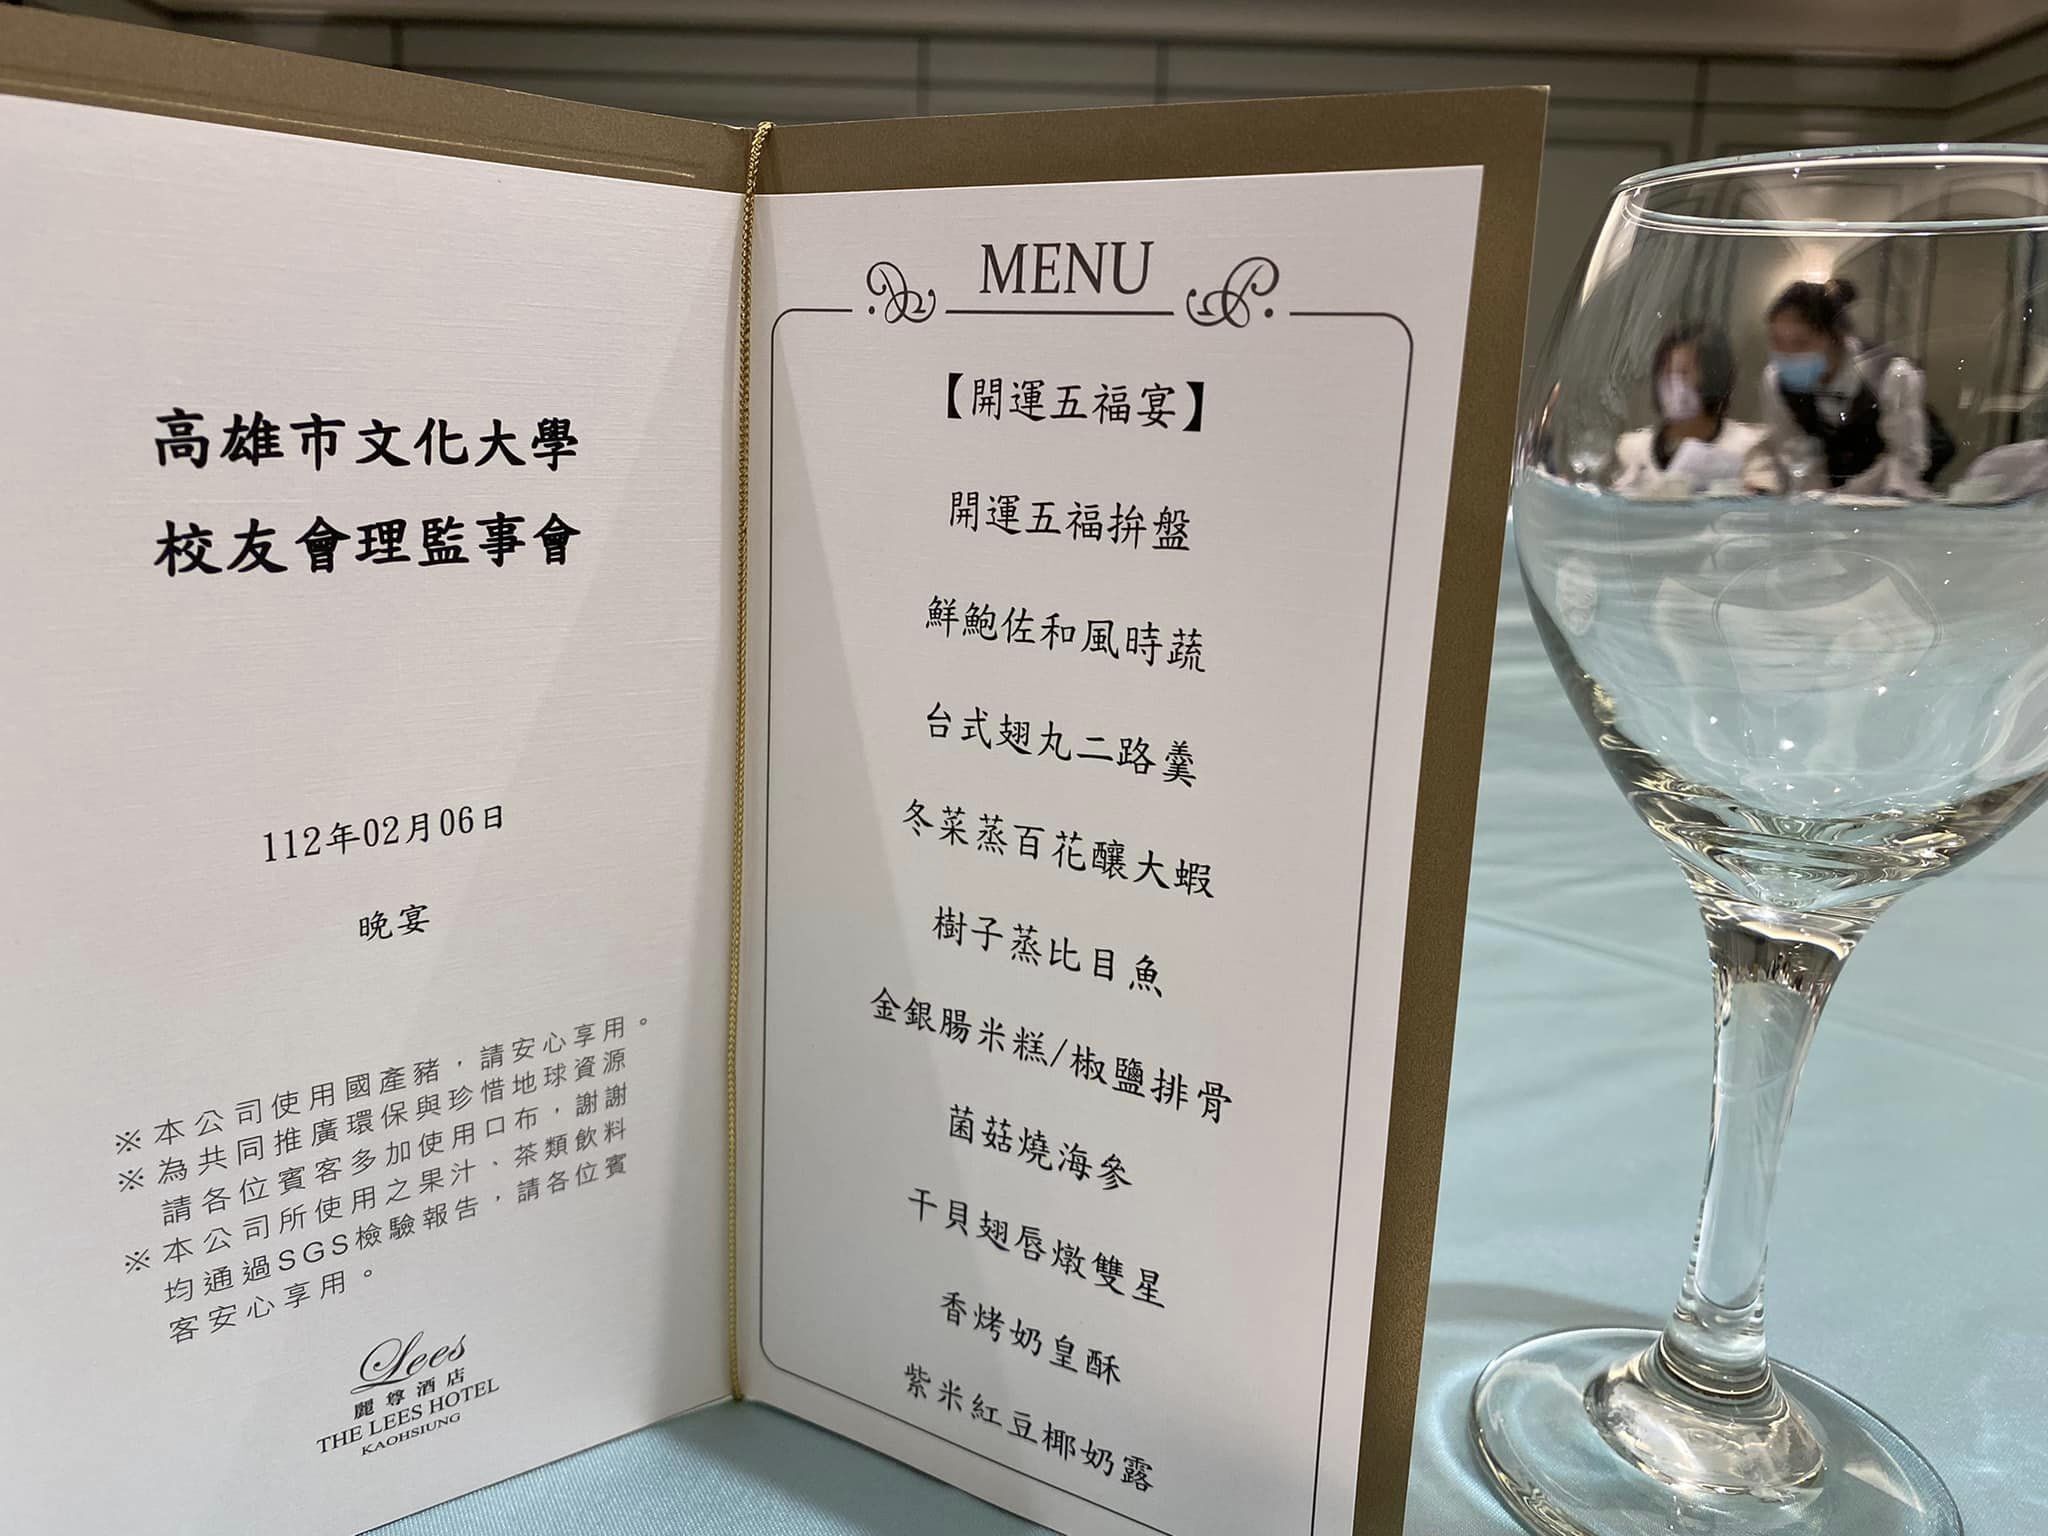 高雄市文化大學
校友會理監事會
112年02月06日
晚宴
※本公司使用國產豬，請安心享用。
※為共同推廣環保與珍惜地球資源
請各位賓客多加使用口布，謝謝
※本公司所使用之果汁、茶類飲料
均通過SGS檢驗報告，請各位賓
客安心享用。
Lees
麗尊酒店
THE LEES HOTEL
KAOHSIUNG
MENU
【開運五福宴】
開運五福拚盤
鮮鮑佐和風時蔬
台式翅丸二路羹
冬菜蒸百花釀大蝦
樹子蒸比目魚
金銀腸米糕/椒鹽排骨
菌菇燒海參
干貝翅唇燉雙星
香烤奶皇酥
紫米紅豆椰奶露